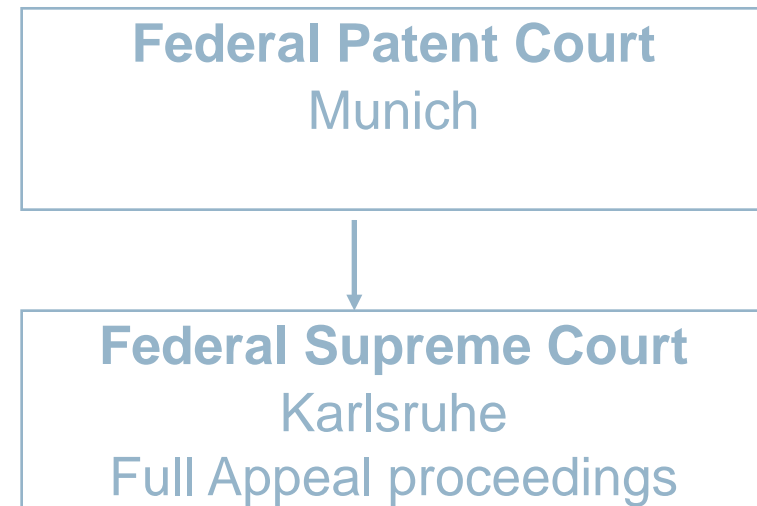 Federal Patent Court
Munich
Federal Supreme Court
Karlsruhe
Full Appeal proceedings